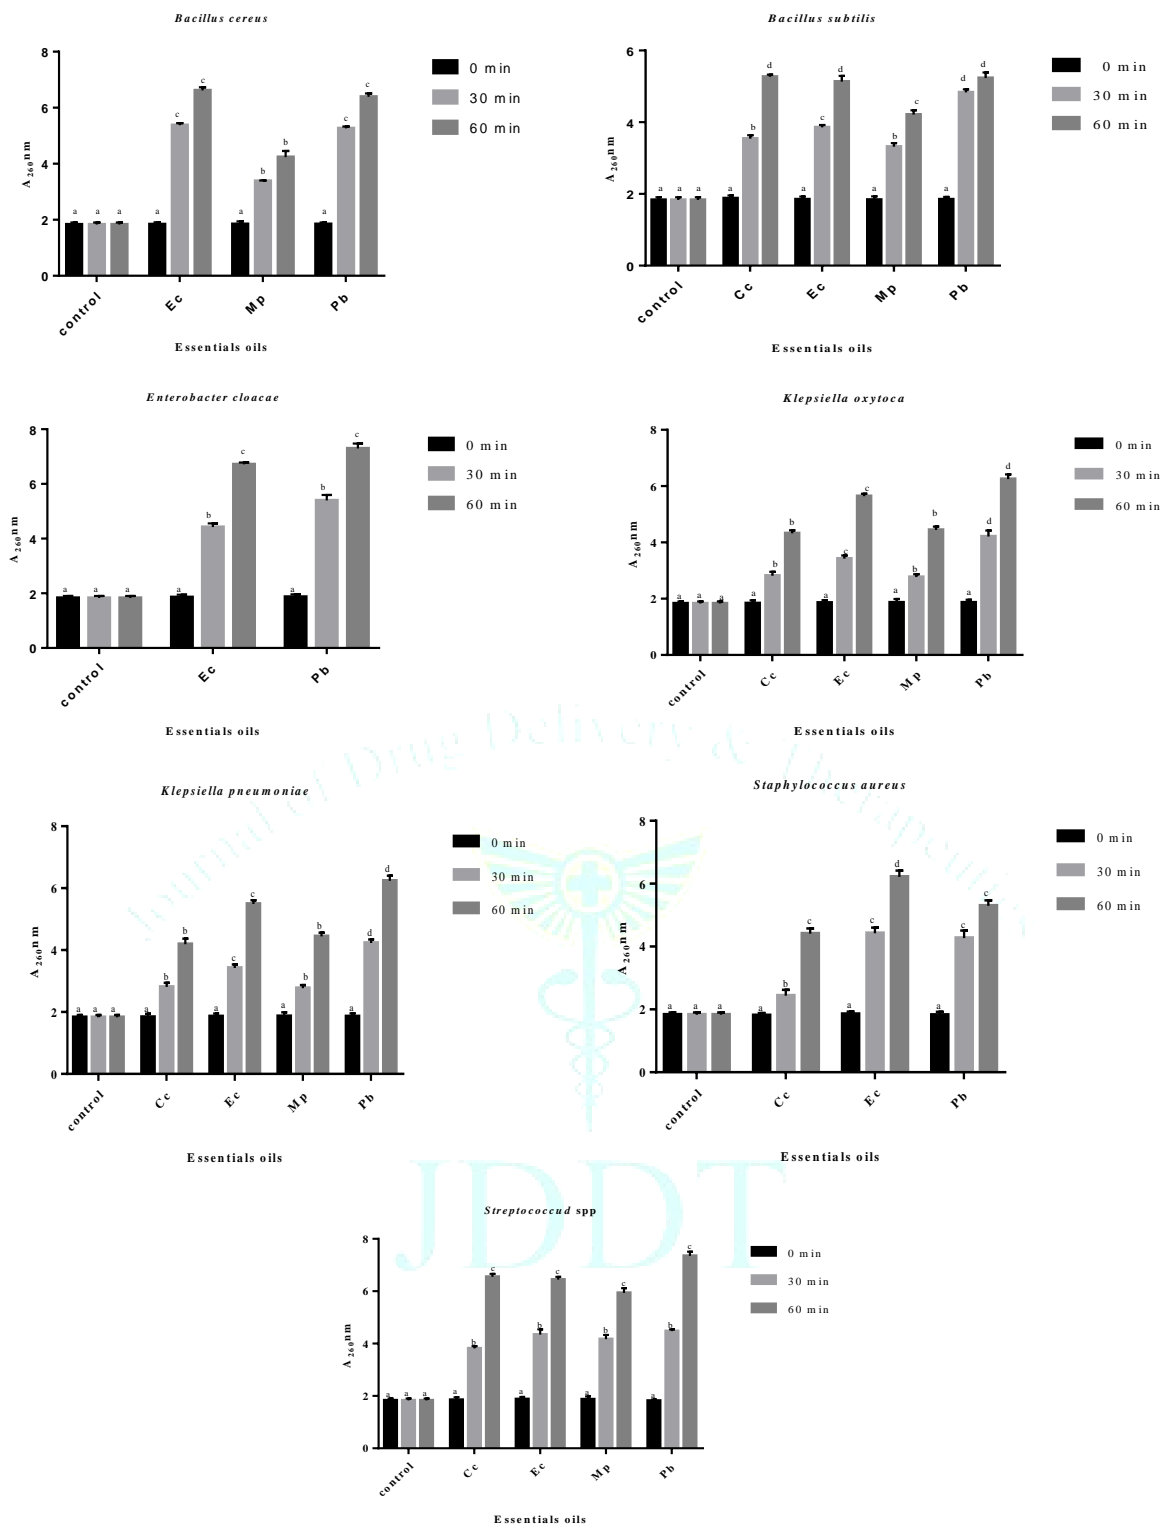 Bacillus cereus
8
6
4
2
0
A260nm
a a a a c c a b b a c c
control Ec Mp Pb
Essentials oils
0 min
30 min
60 min
Bacillus subtilis
6
4
2
0
A260nm
a a a a b d a c d a b c a d d
control Cc Ec Mp Pb
Essentials oils
0 min
30 min
60 min
Enterobacter cloacae
8
6
4
2
0
A260nm
a a a a b c a b c
control Ec Pb
Essentials oils
0 min
30 min
60 min
Klepsiella oxytoca
8
6
4
2
0
A260nm
a a a a b b a c c a b b a d d
control Cc Ec Mp Pb
Essentials oils
0 min
30 min
60 min
Journal of Drug Delivery & Therapeutics
Klepsiella pneumoniae
8
6
4
2
0
A260nm
a a a a b b a c c a b b a d d
control Cc Ec Mp Pb
Essentials oils
0 min
30 min
60 min
Staphylococcus aureus
8
6
4
2
0
A260nm
a a a a b c a c d a c c
control Cc Ec Pb
Essentials oils
0 min
30 min
60 min
JDDT
Streptococcud spp
8
6
4
2
0
A260nm
a a a a b c a b c a b c a b c
control Cc Ec Mp Pb
Essentials oils
0 min
30 min
60 min